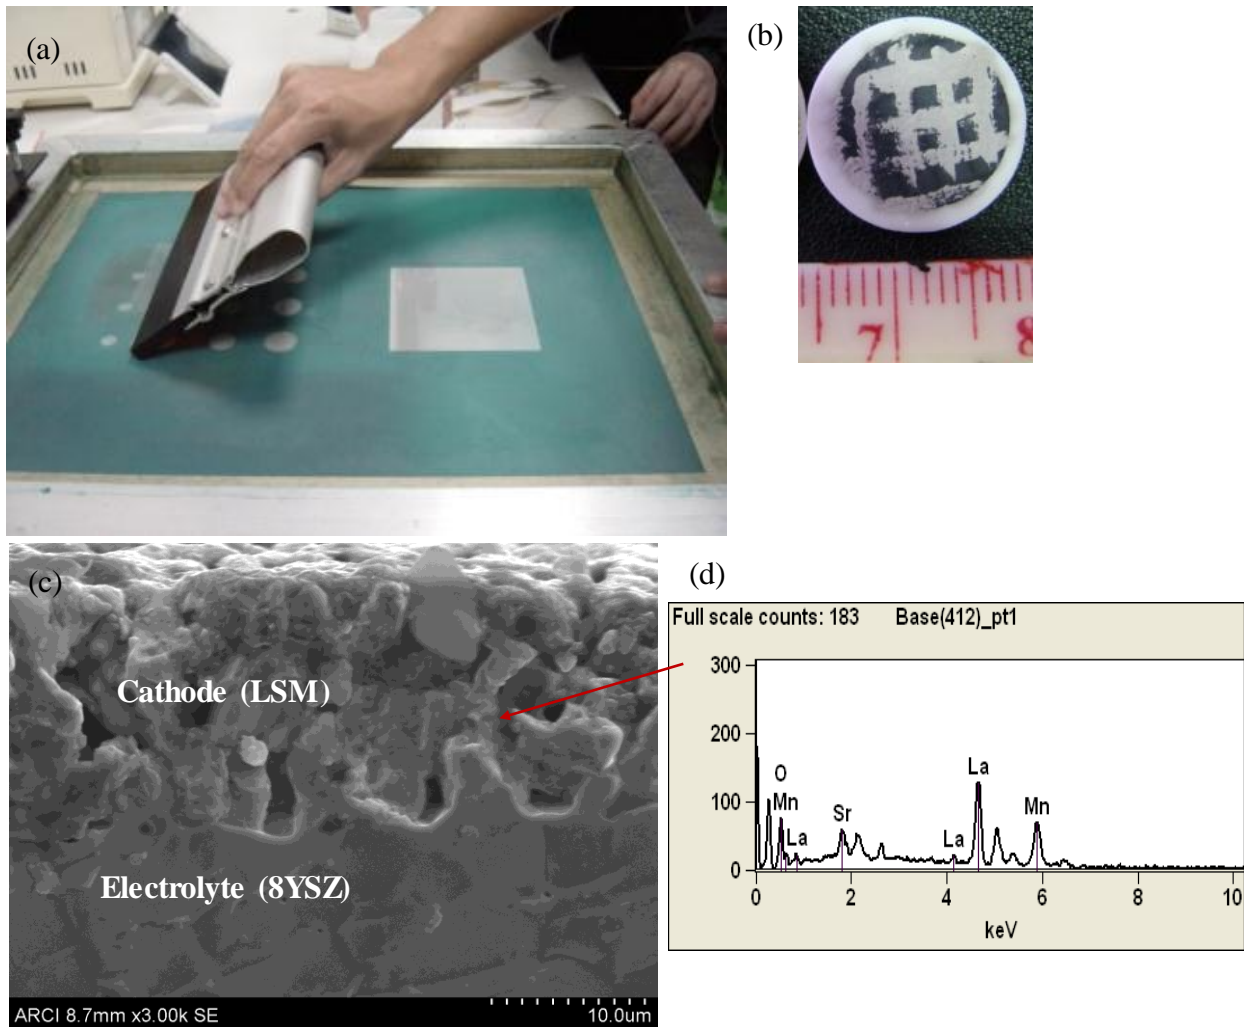 (a)
(b)
7
8
(c)
Cathode (LSM)
Electrolyte (8YSZ)
ARCI 8.7mm x3.00k SE
10.0um
(d)
Full scale counts: 183 Base(412)_pt1
300
200
100
0
O
Mn
La
Sr
La
La
Mn
0 2 4 6 8 10
keV